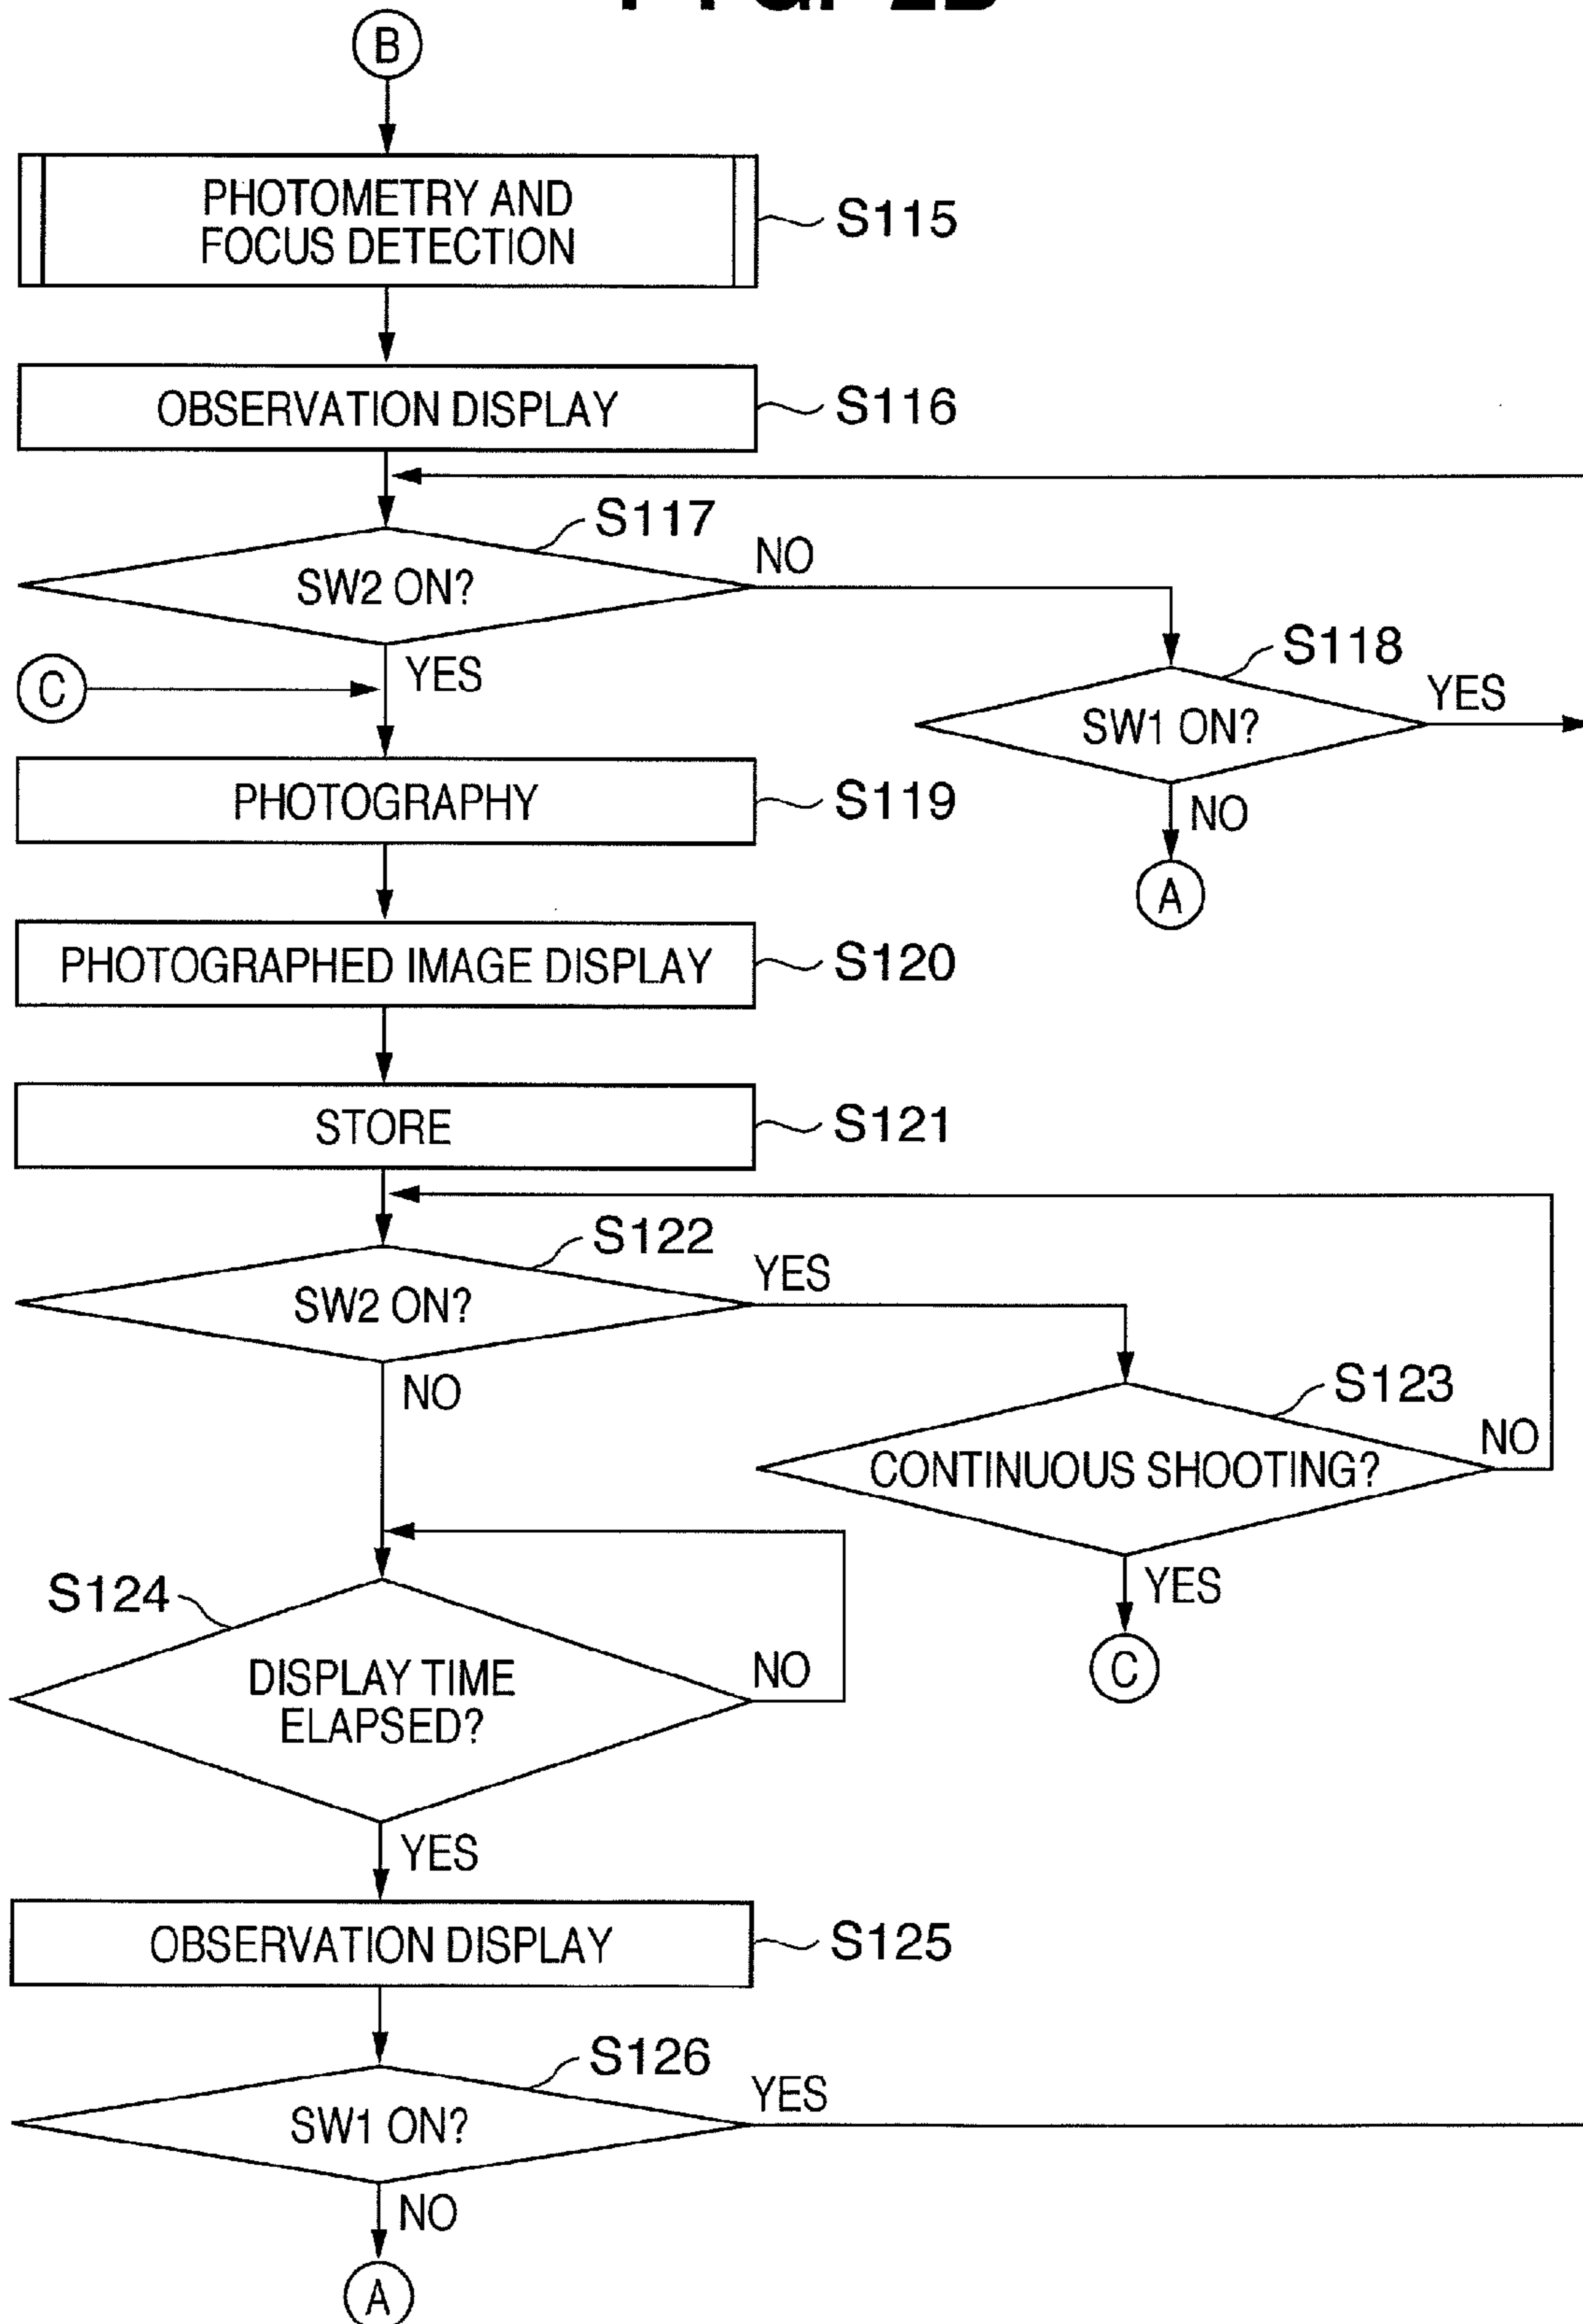 B
PHOTOMETRY AND
FOCUS DETECTION
S115
OBSERVATION DISPLAY
S116
S117
SW2 ON?
NO
S118
C
YES
SW1 ON?
YES
PHOTOGRAPHY
S119
NO
A
PHOTOGRAPHED IMAGE DISPLAY
S120
STORE
S121
S122
SW2 ON?
YES
NO
S123
CONTINUOUS SHOOTING?
NO
YES
C
S124
DISPLAY TIME
ELAPSED?
NO
YES
OBSERVATION DISPLAY
S125
S126
SW1 ON?
YES
NO
A